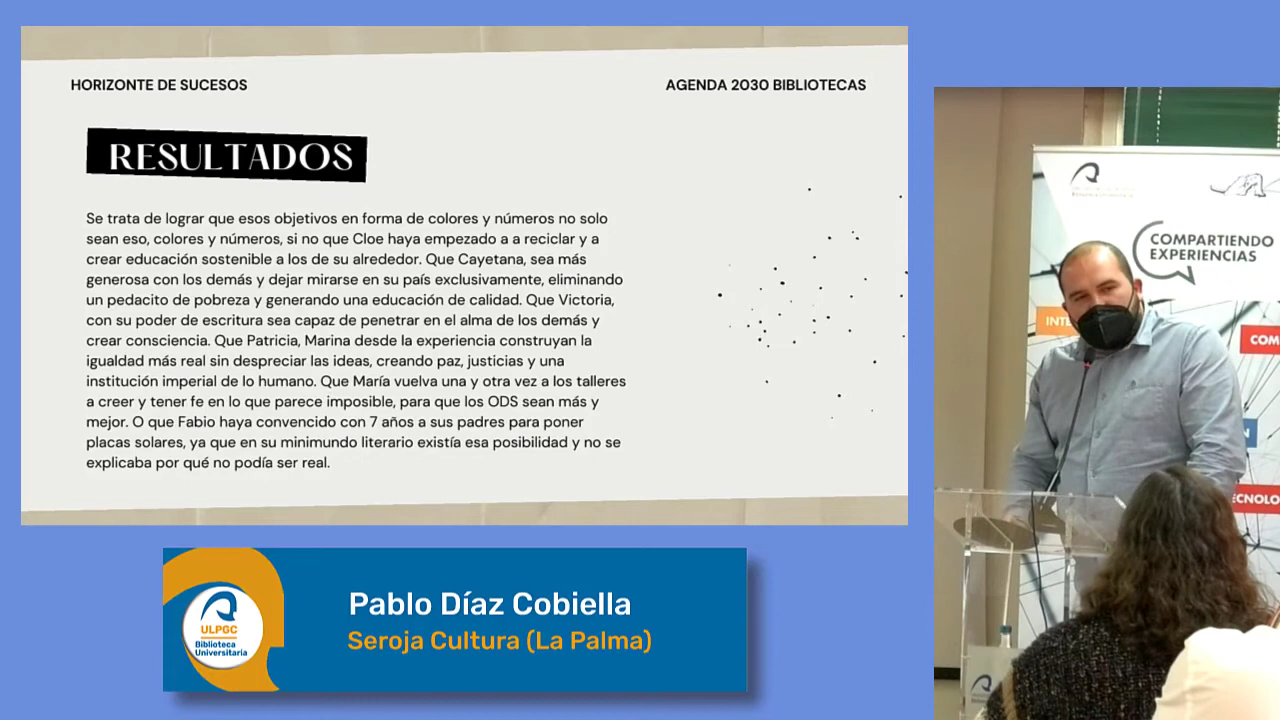 HORIZONTE DE SUCESOS
AGENDA 2030 BIBLIOTECAS
RESULTADOS
Se trata de lograr que esos objetivos en forma de colores y números no solo
sean eso, colores y números, si no que Cloe haya empezado a a reciclar y a
crear educación sostenible a los de su alrededor. Que Cayetana, sea más
generosa con los demás y dejar mirarse en su país exclusivamente, eliminando
un pedacito de pobreza y generando una educación de calidad. Que Victoria,
con su poder de escritura sea capaz de penetrar en el alma de los demás y
crear consciencia. Que Patricia, Marina desde la experiencia construyan la
igualdad más real sin despreciar las ideas, creando paz, justicias y una
institución imperial de lo humano. Que María vuelva una y otra vez a los talleres
a creer y tener fe en lo que parece imposible, para que los ODS sean más y
mejor. O que Fabio haya convencido con 7 años a sus padres para poner
placas solares, ya que en su minimundo literario existía esa posibilidad y no se
explicaba por qué no podía ser real.
COMPARTIENDO
EXPERIENCIAS
INTE
COM
N
ECNOLO
ULPGC
Biblioteca
Universitaria
Pablo Díaz Cobiella
Seroja Cultura (La Palma)